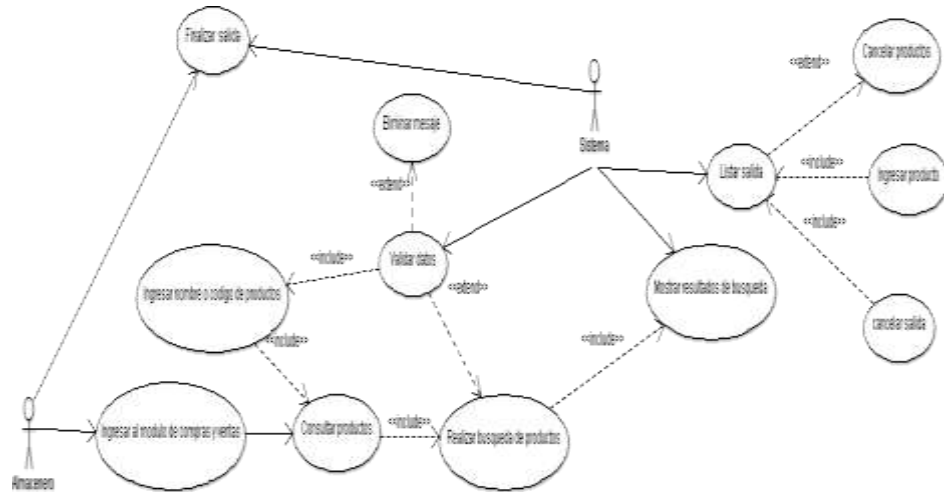 Finalizar salida
Cancelar productos
<<extend>>
Eliminar mesaje
Sistema
Listar salida
<<include>>
Ingresar producto
<<extend>>
<<include>>
<<include>>
Validar datos
Ingresar nombre o codigo de productos
<<extend>>
Mostrar resultados de busqueda
cancelar salida
<<include>>
<<include>>
Ingresar al modulo de compras y ventas
Consultar productos
<<include>>
Realizar busqueda de productos
Almacenero